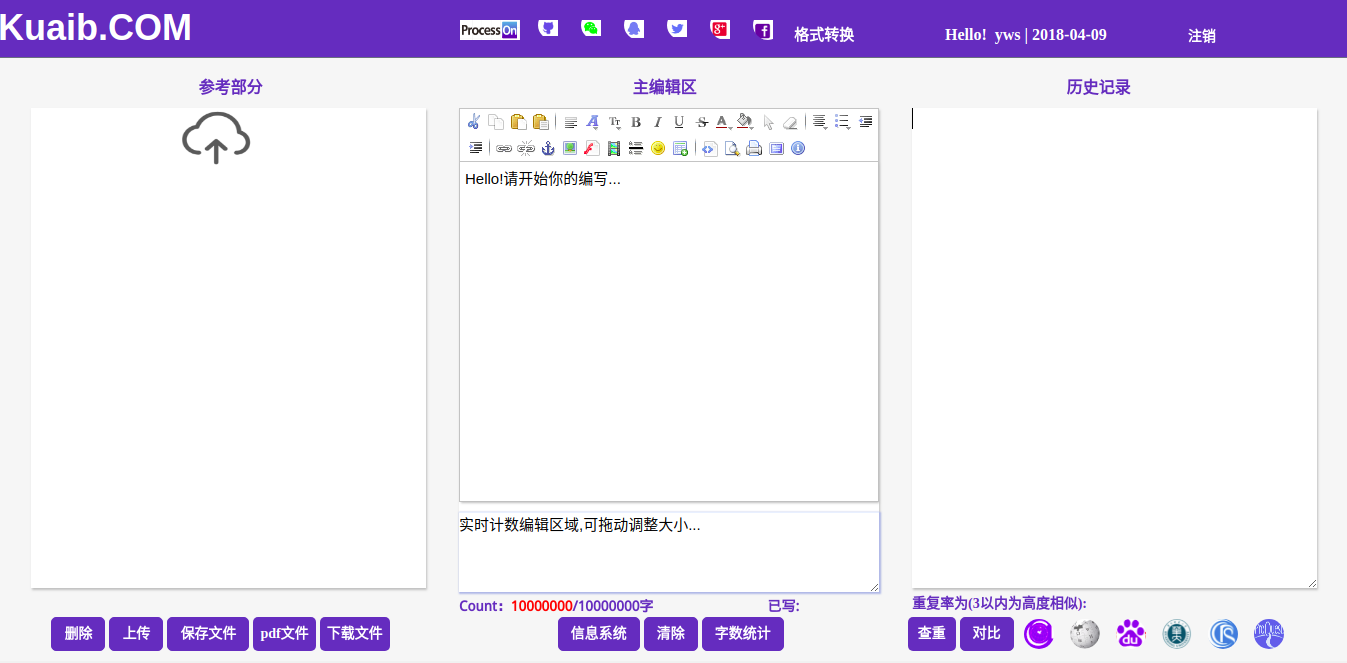 Kuaib.COM
ProcessOn
格式转换
Hello!  yws | 2018-04-09
注销
参考部分
主编辑区
历史记录
Hello!请开始你的编写...
实时计数编辑区域,可拖动调整大小...
Count：10000000/10000000字
已写:
重复率为(3以内为高度相似):
删除
上传
保存文件
pdf文件
下载文件
信息系统
清除
字数统计
查重
对比
du